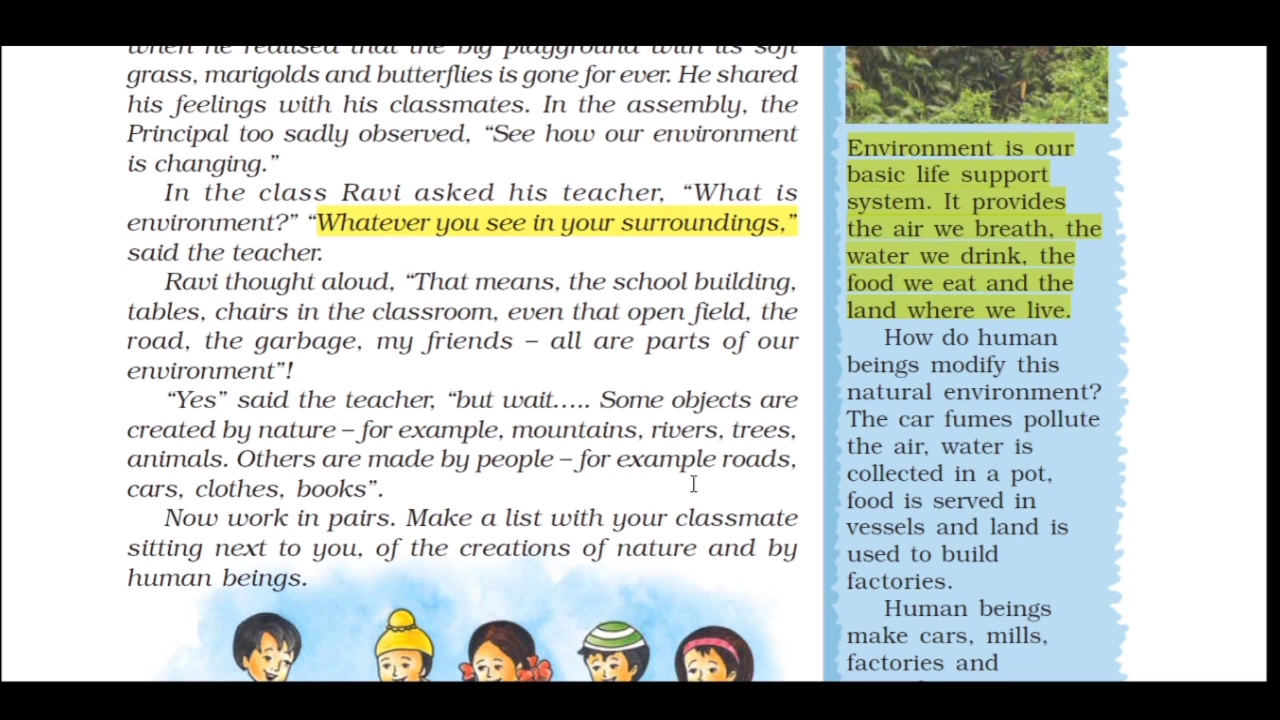 when he realised that the big playground with its soft
grass, marigolds and butterflies is gone for ever. He shared
his feelings with his classmates. In the assembly, the
Principal too sadly observed, “See how our environment
is changing.”
In the class Ravi asked his teacher, “What is
environment?” “Whatever you see in your surroundings,”
said the teacher.
Ravi thought aloud, “That means, the school building,
tables, chairs in the classroom, even that open field, the
road, the garbage, my friends – all are parts of our
environment”!
“Yes” said the teacher, “but wait..... Some objects are
created by nature – for example, mountains, rivers, trees,
animals. Others are made by people – for example roads,
cars, clothes, books”.
Now work in pairs. Make a list with your classmate
sitting next to you, of the creations of nature and by
human beings.
Environment is our
basic life support
system. It provides
the air we breath, the
water we drink, the
food we eat and the
land where we live.
How do human
beings modify this
natural environment?
The car fumes pollute
the air, water is
collected in a pot,
food is served in
vessels and land is
used to build
factories.
Human beings
make cars, mills,
factories and